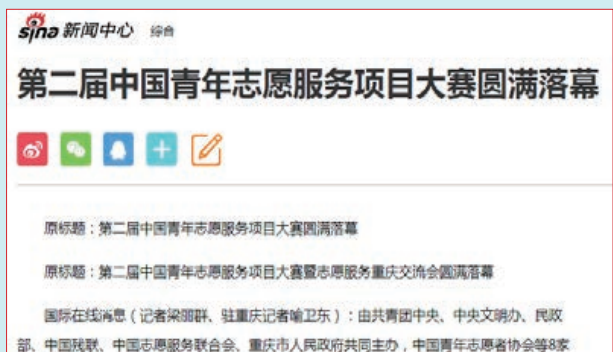 sina 新闻中心 综合
第二届中国青年志愿服务项目大赛圆满落幕
原标题：第二届中国青年志愿服务项目大赛圆满落幕
原标题：第二届中国青年志愿服务项目大赛暨志愿服务重庆交流会圆满落幕
国际在线消息（记者梁丽群、驻重庆记者喻卫东）：由共青团中央、中央文明办、民政
部、中国残联、中国志愿服务联合会、重庆市人民政府共同主办，中国青年志愿者协会等8家